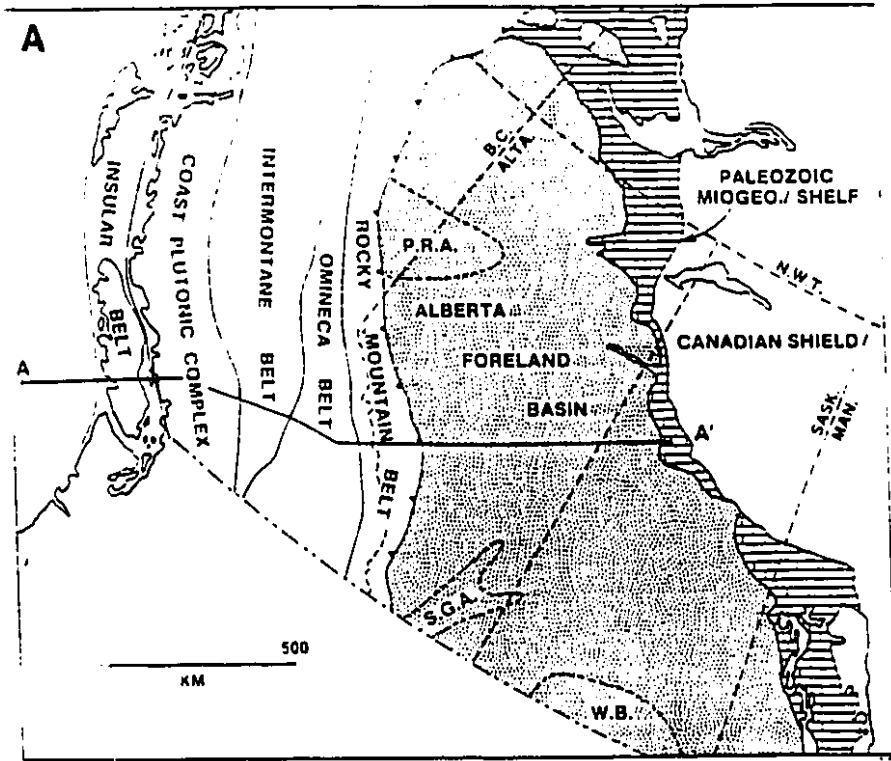 A
B.C.
ALTA.
INSULAR BELT
COAST PLUTONIC COMPLEX
INTERMONTANE BELT
OMINECA BELT
ROCKY MOUNTAIN BELT
PALEOZOIC
MIOGEO./ SHELF
P.R.A.
N.W.T.
ALBERTA
FORELAND
BASIN
CANADIAN SHIELD
SASK.
MAN.
A
A'
S.G.A.
500
KM
W.B.